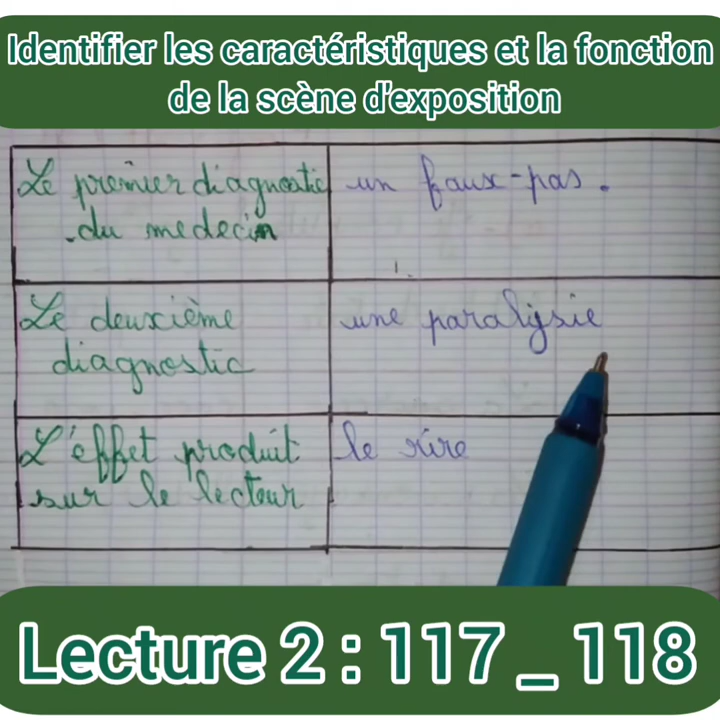 Identifier les caractéristiques et la fonction
de la scène d'exposition
Le premier diagnostic
du medecin
un faux-pas.
Le deuxième
diagnostic
une paralysie
L'effet produit
sur le lecteur
le rire
Lecture 2 : 117 _ 118